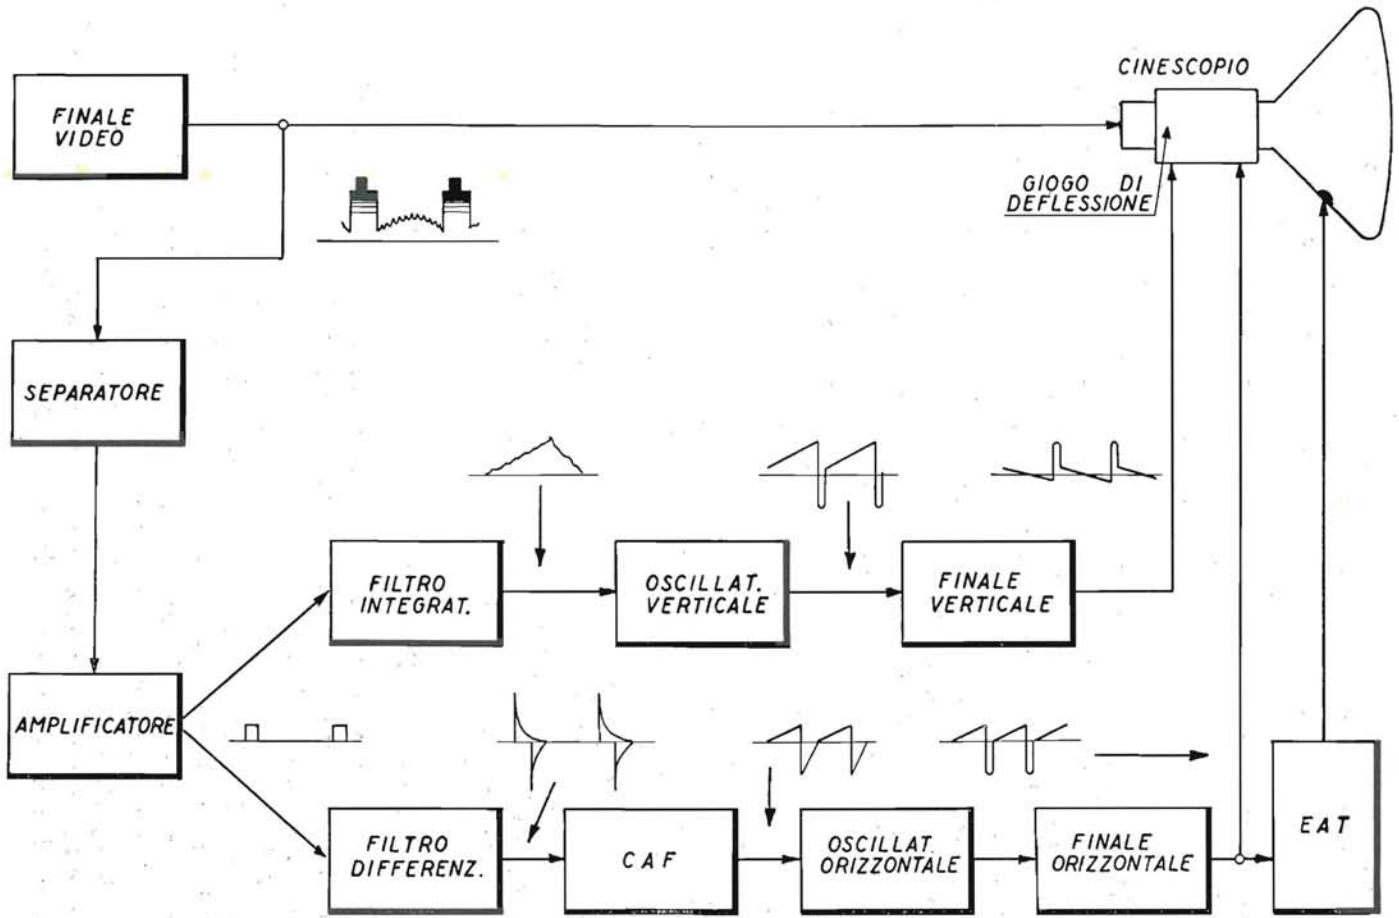 CINESCOPIO
FINALE
VIDEO
GIOGO DI
DEFLESSIONE
SEPARATORE
FILTRO
INTEGRAT.
OSCILLAT.
VERTICALE
FINALE
VERTICALE
AMPLIFICATORE
FILTRO
DIFFERENZ.
CAF
OSCILLAT.
ORIZZONTALE
FINALE
ORIZZONTALE
EAT